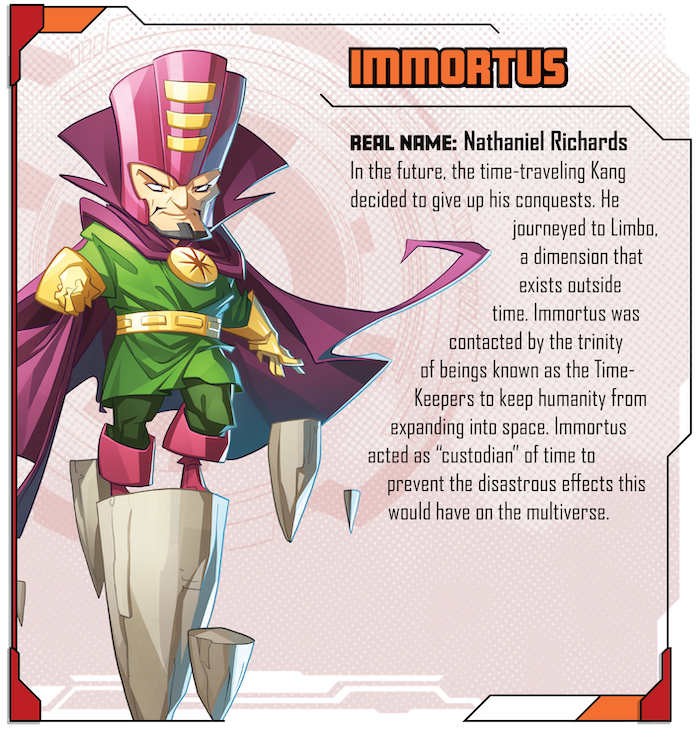 IMMORTUS
REAL NAME: Nathaniel Richards
In the future, the time-traveling Kang
decided to give up his conquests. He
journeyed to Limbo,
a dimension that
exists outside
time. Immortus was
contacted by the trinity
of beings known as the Time-
Keepers to keep humanity from
expanding into space. Immortus
acted as “custodian” of time to
prevent the disastrous effects this
would have on the multiverse.